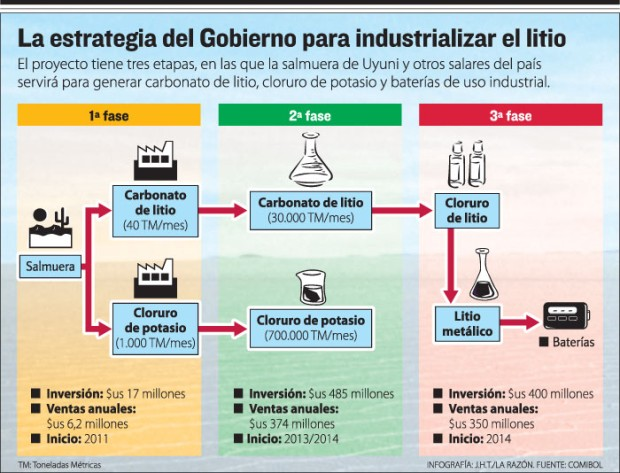 La estrategia del Gobierno para industrializar el litio
El proyecto tiene tres etapas, en las que la salmuera de Uyuni y otros salares del país
servirá para generar carbonato de litio, cloruro de potasio y baterías de uso industrial.
1ª fase
2ª fase
3ª fase
Salmuera
Carbonato
de litio
(40 TM/mes)
Cloruro
de potasio
(1.000 TM/mes)
Carbonato de litio
(30.000 TM/mes)
Cloruro de potasio
(700.000 TM/mes)
Cloruro
de litio
Litio
metálico
Baterías
Inversión: $us 17 millones
Ventas anuales:
$us 6,2 millones
Inicio: 2011
Inversión: $us 485 millones
Ventas anuales:
$us 374 millones
Inicio: 2013/2014
Inversión: $us 400 millones
Ventas anuales:
$us 350 millones
Inicio: 2014
TM: Toneladas Métricas
INFOGRAFÍA: J.H.T./LA RAZÓN. FUENTE: COMIBOL